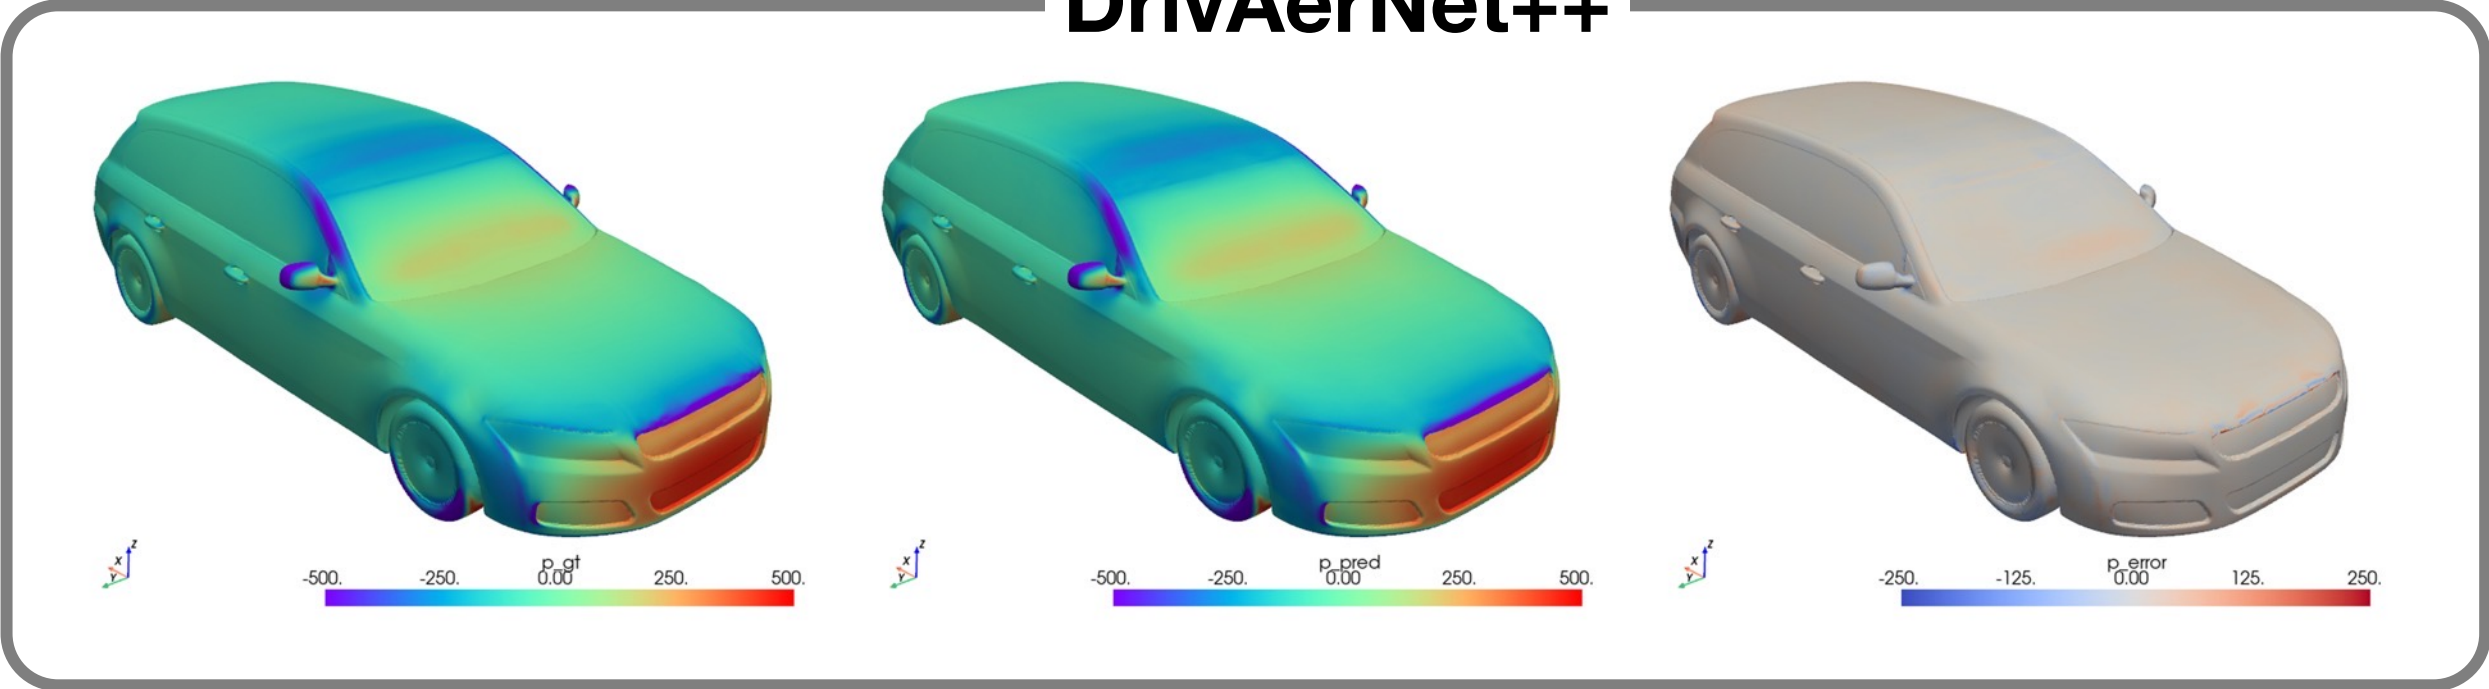 DrivAerNet++
z
x
Y
p_gt
-500. -250. 0.00 250. 500.
z
x
Y
p_pred
-500. -250. 0.00 250. 500.
z
x
Y
p_error
-250. -125. 0.00 125. 250.